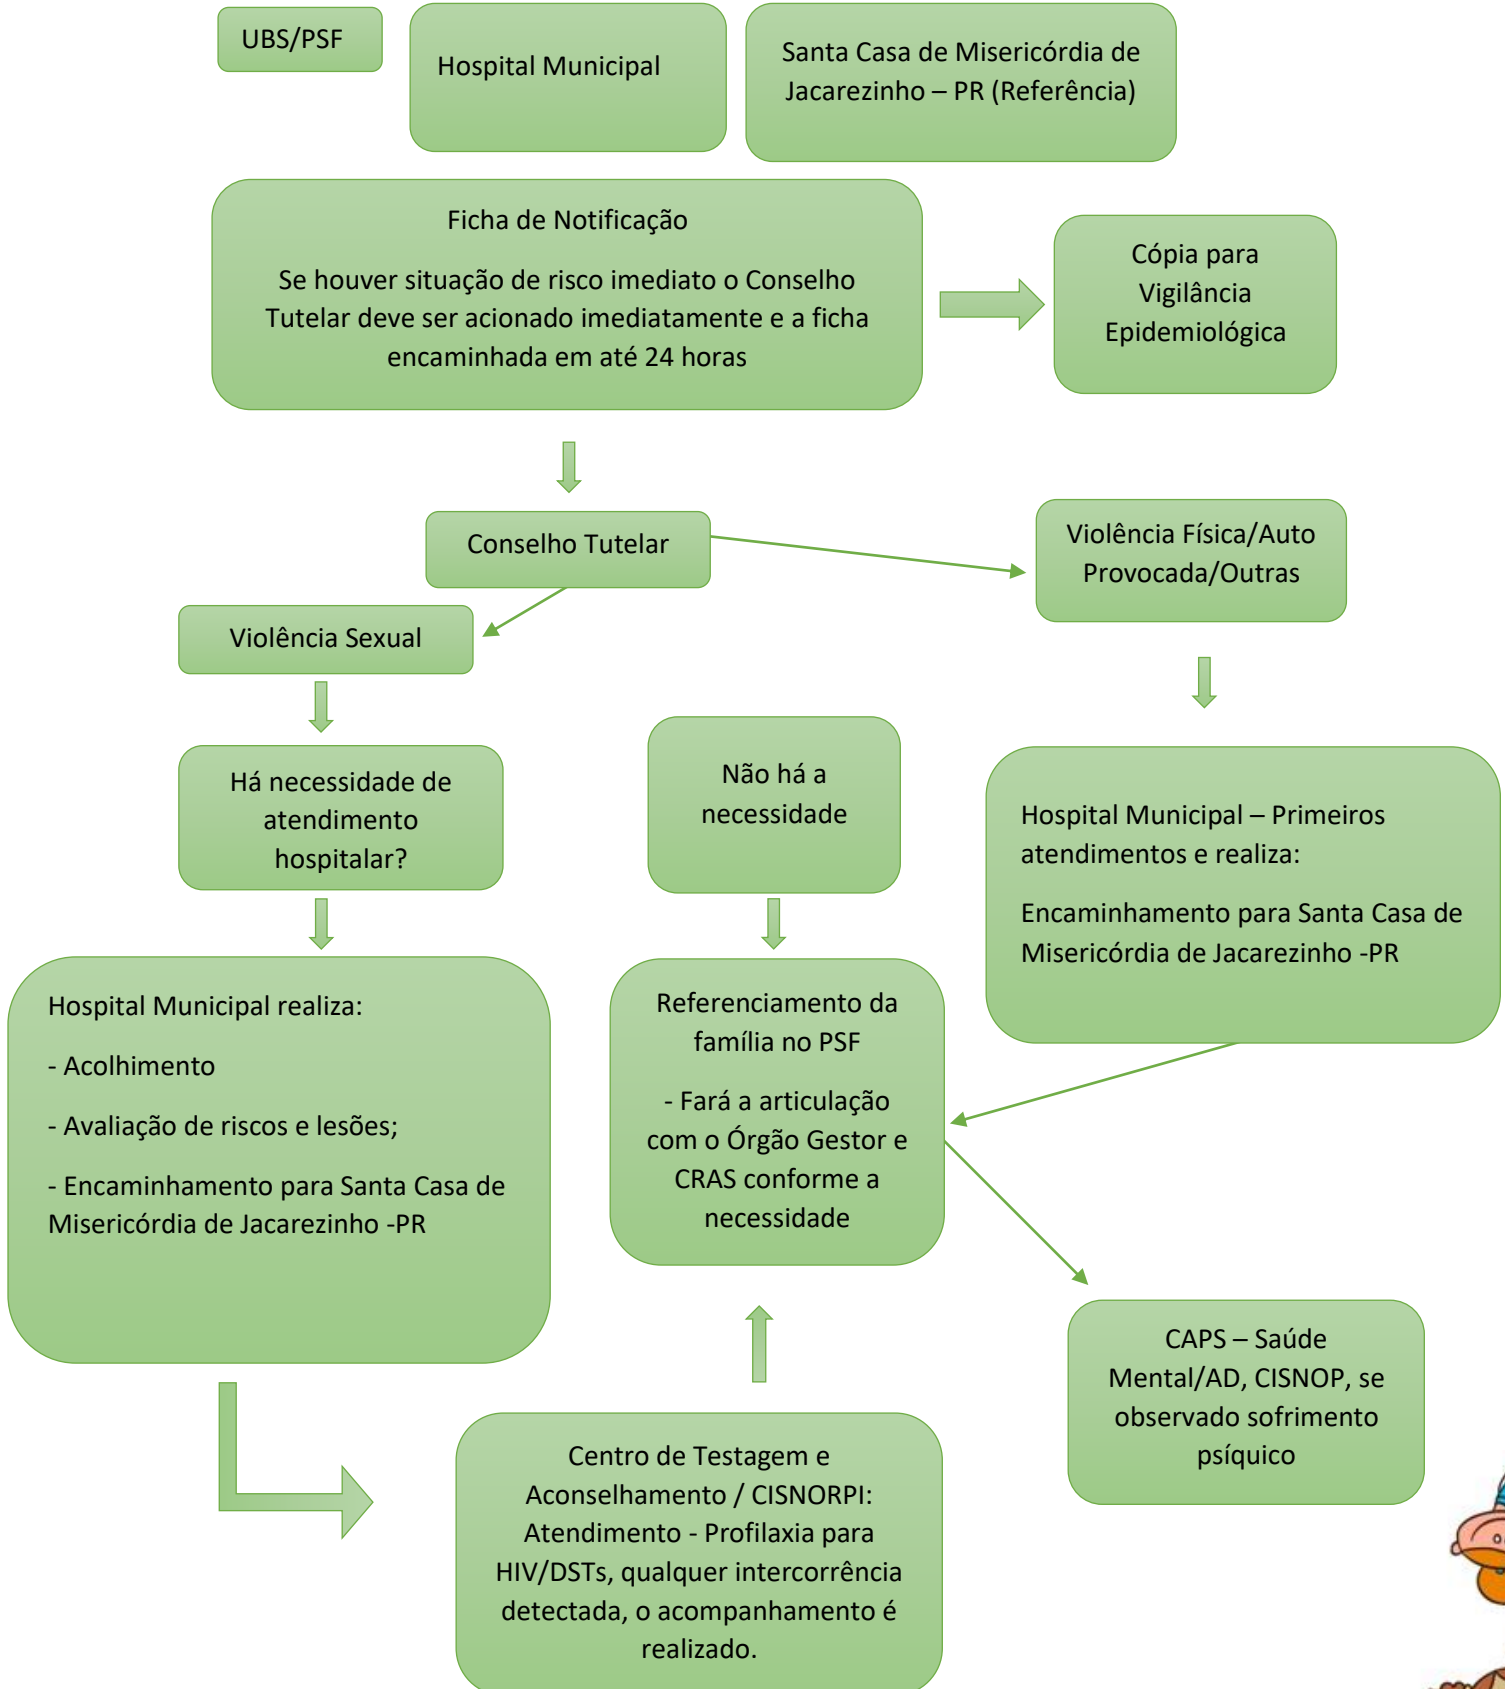 UBS/PSF
Hospital Municipal
Santa Casa de Misericórdia de
Jacarezinho – PR (Referência)
Ficha de Notificação
Se houver situação de risco imediato o Conselho
Tutelar deve ser acionado imediatamente e a ficha
encaminhada em até 24 horas
Cópia para
Vigilância
Epidemiológica
Conselho Tutelar
Violência Física/Auto
Provocada/Outras
Violência Sexual
Há necessidade de
atendimento
hospitalar?
Não há a
necessidade
Hospital Municipal – Primeiros
atendimentos e realiza:
Encaminhamento para Santa Casa de
Misericórdia de Jacarezinho -PR
Hospital Municipal realiza:
- Acolhimento
- Avaliação de riscos e lesões;
- Encaminhamento para Santa Casa de
Misericórdia de Jacarezinho -PR
Referenciamento da
família no PSF
- Fará a articulação
com o Órgão Gestor e
CRAS conforme a
necessidade
CAPS – Saúde
Mental/AD, CISNOP, se
observado sofrimento
psíquico
Centro de Testagem e
Aconselhamento / CISNORPI:
Atendimento - Profilaxia para
HIV/DSTs, qualquer intercorrência
detectada, o acompanhamento é
realizado.